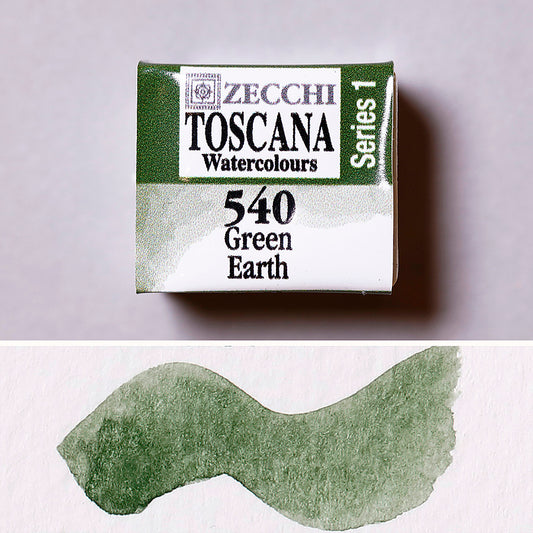 ZECCHI
TOSCANA
Watercolours
Series 1
540
Green
Earth